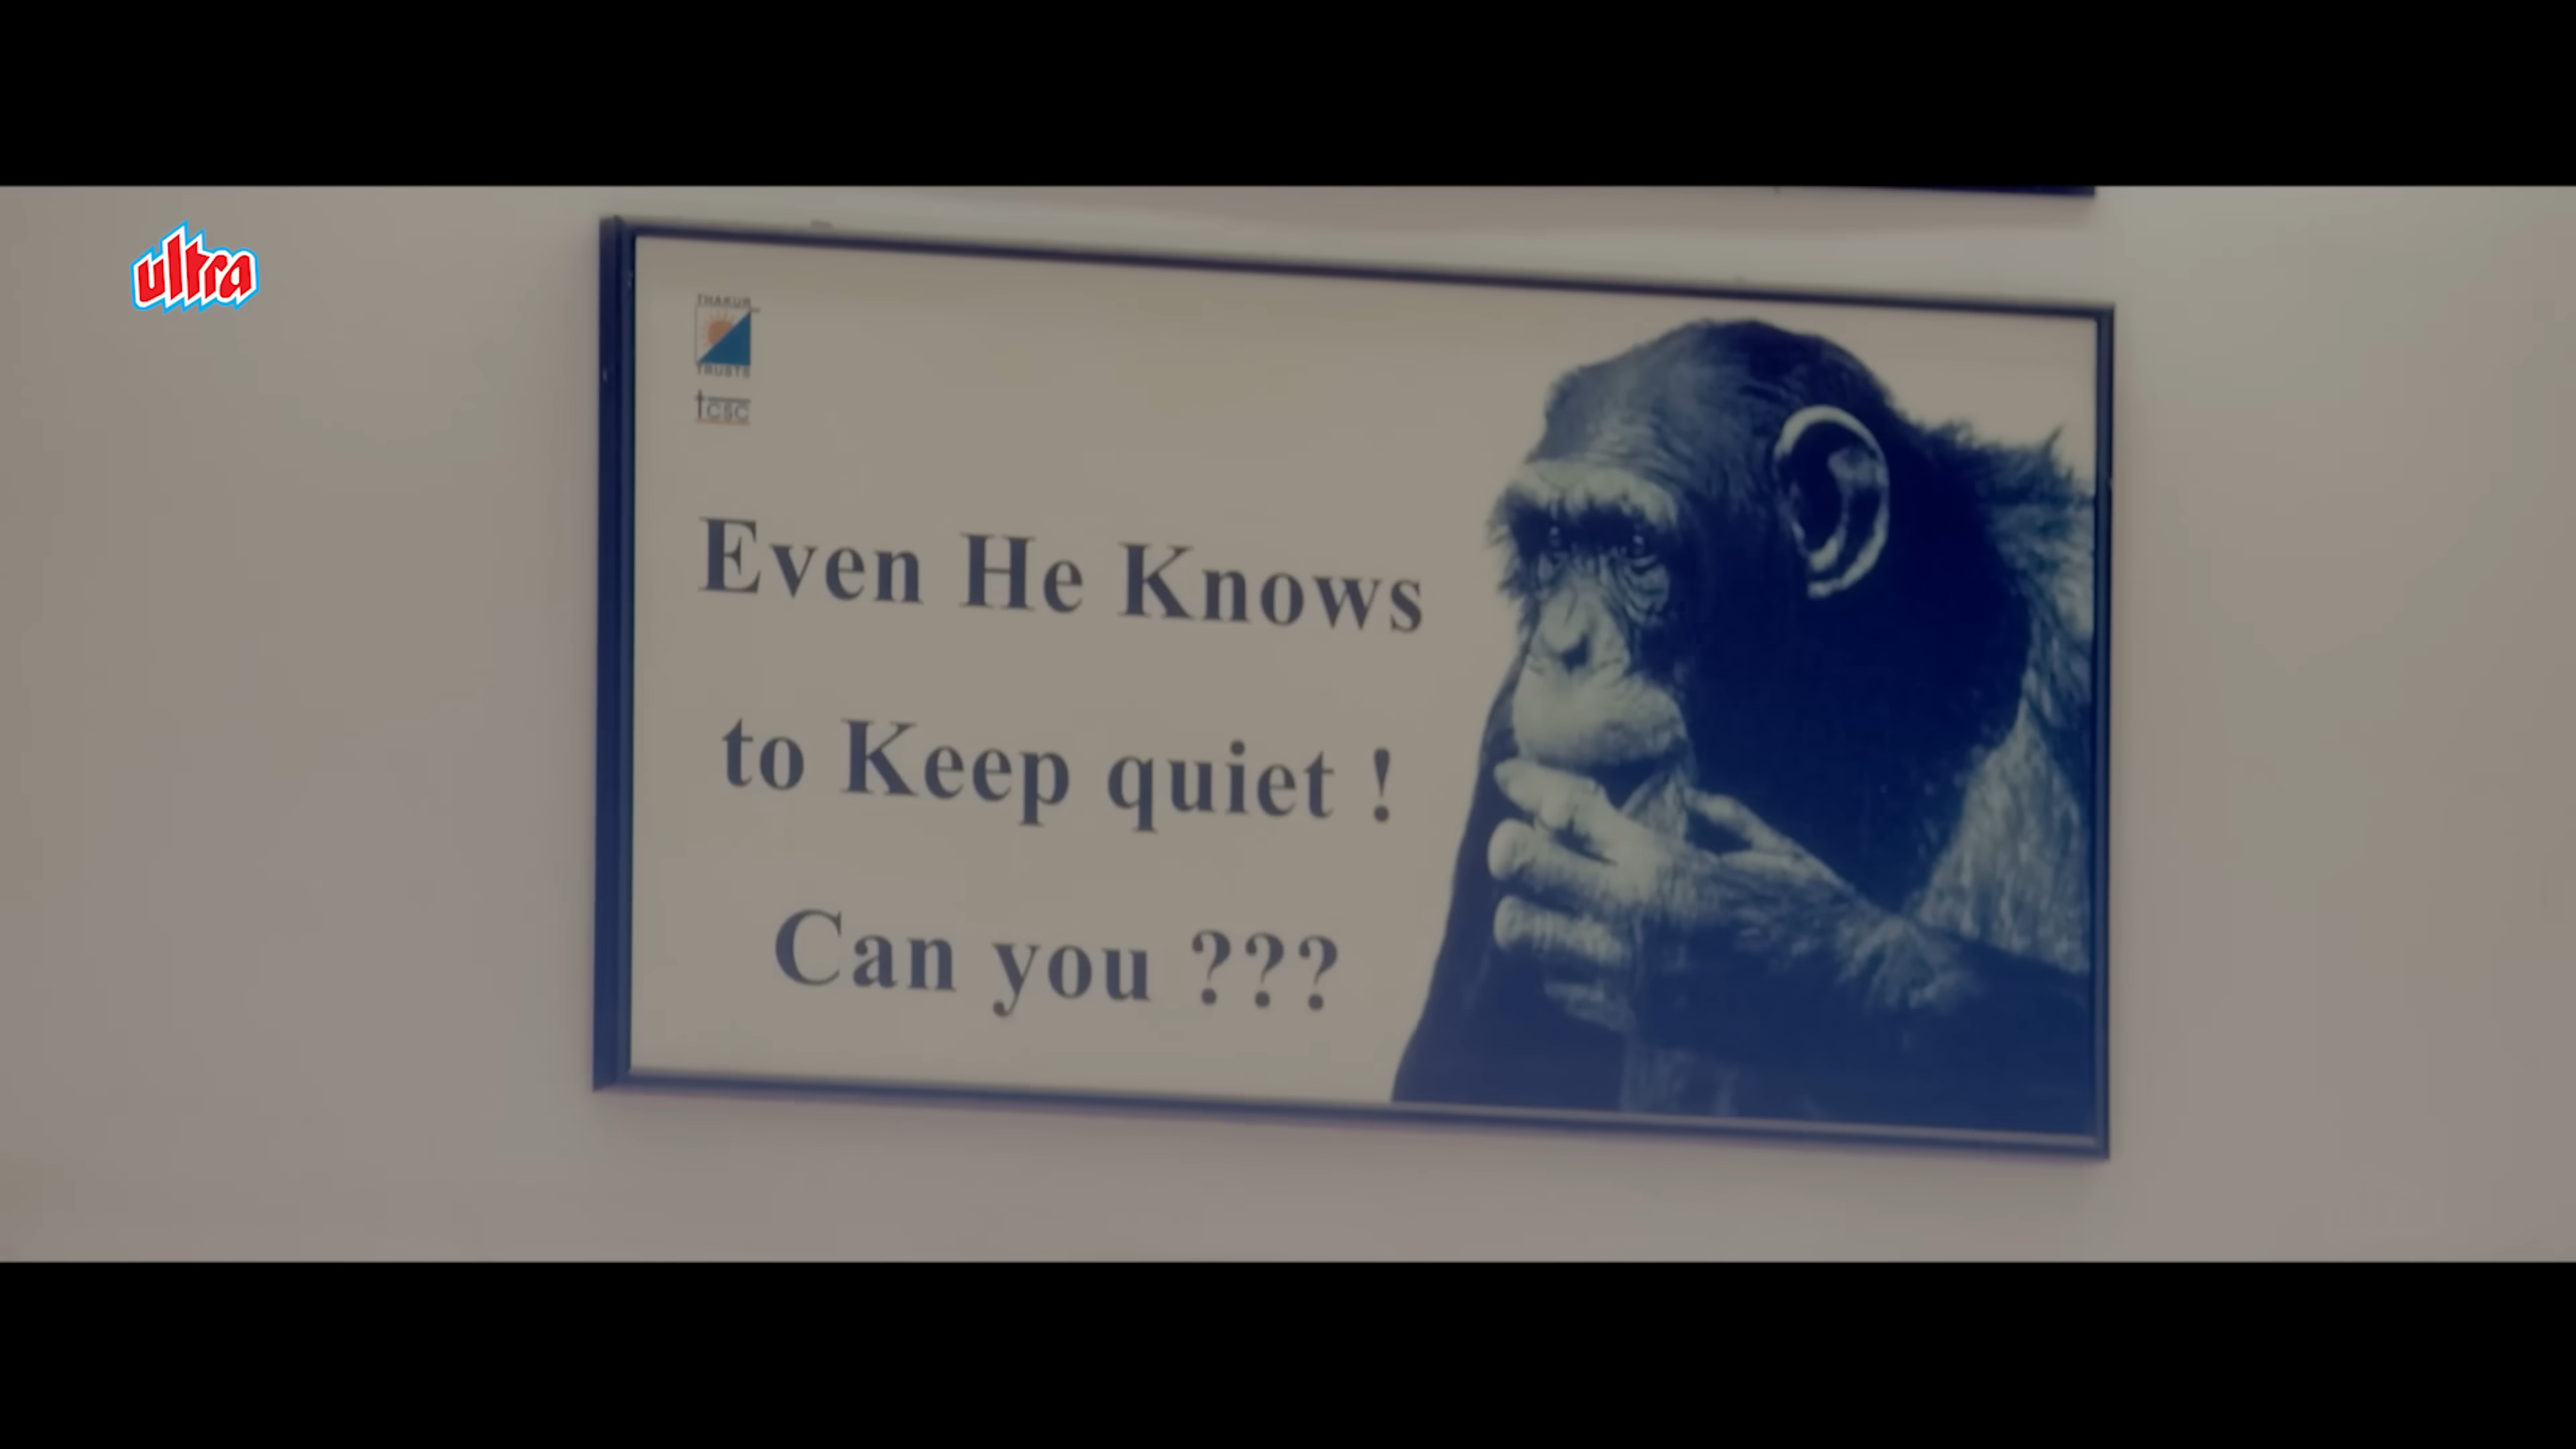 ultra
THAKUR
TRUSTS
tcsc
Even He Knows
to Keep quiet !
Can you ???